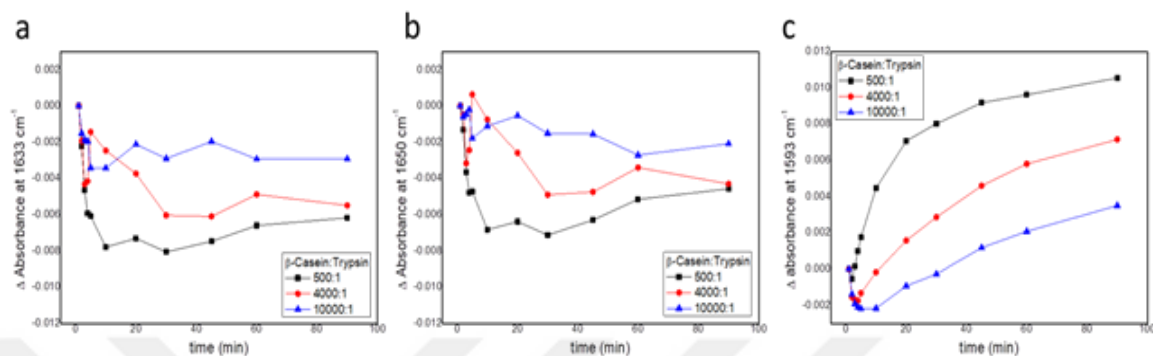 a
b
c
Δ Absorbance at 1633 cm⁻¹
0.002
0.000
-0.002
-0.004
-0.006
-0.008
-0.010
-0.012
β-Casein:Trypsin
500:1
4000:1
10000:1
0 20 40 60 80 100
time (min)
Δ Absorbance at 1650 cm⁻¹
0.002
0.000
-0.002
-0.004
-0.006
-0.008
-0.010
-0.012
β-Casein:Trypsin
500:1
4000:1
10000:1
0 20 40 60 80 100
time (min)
Δ absorbance at 1593 cm⁻¹
0.012
0.010
0.008
0.006
0.004
0.002
0.000
-0.002
β-Casein:Trypsin
500:1
4000:1
10000:1
0 20 40 60 80 100
time (min)